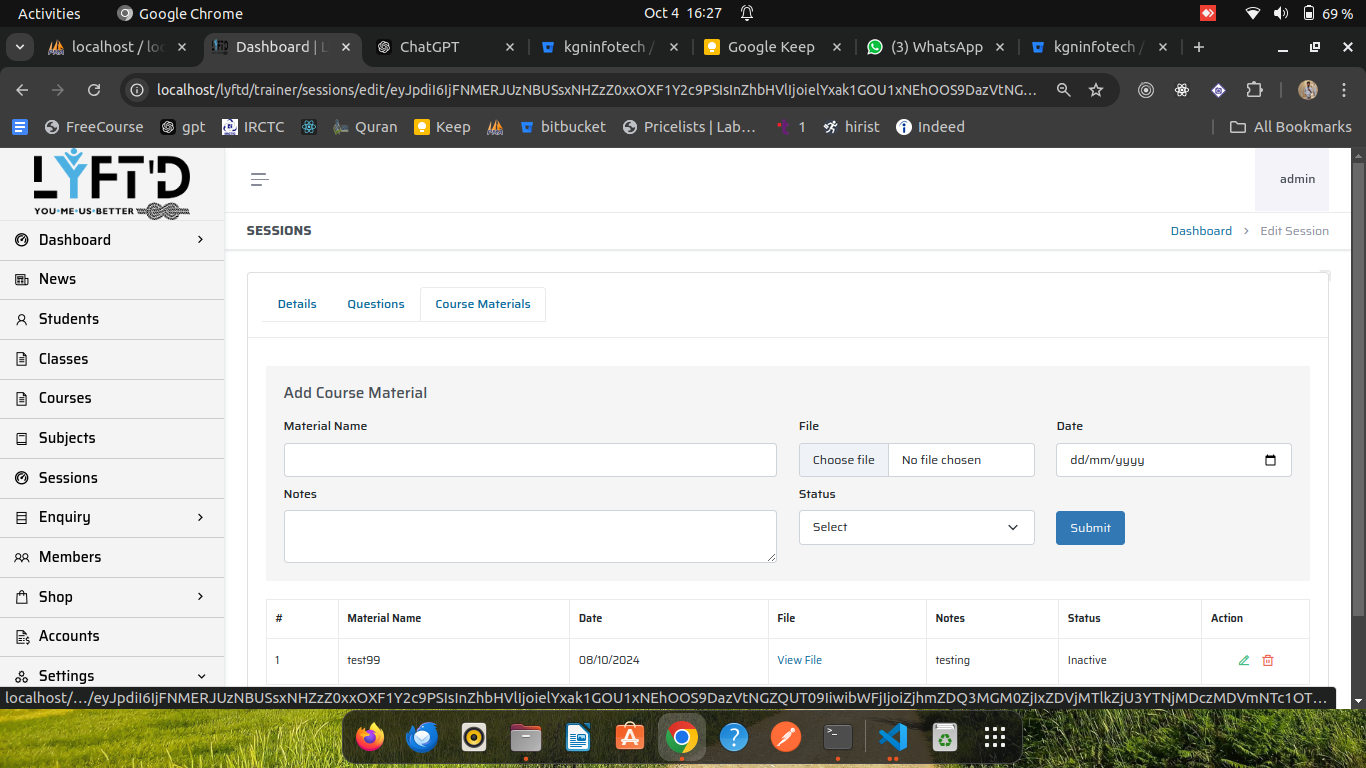 Activities
Google Chrome
Oct 4 16:27
69 %
localhost / loc
Dashboard | L
ChatGPT
kgninfotech /
Google Keep
(3) WhatsApp
kgninfotech /
localhost/lyftd/trainer/sessions/edit/eyJpdiI6IjFNMERJUzNBUSsxNHZzZ0xxOXF1Y2c9PSIsInZhbHVlIjoielYxak1GOU1xNEhOOS9DazVtNG...
FreeCourse
gpt
IRCTC
Quran
Keep
bitbucket
Pricelists | Lab...
1
hirist
Indeed
All Bookmarks
LYFT'D
YOU·ME·US·BETTER
admin
SESSIONS
Dashboard > Edit Session
Dashboard
News
Students
Classes
Courses
Subjects
Sessions
Enquiry
Members
Shop
Accounts
Settings
Details
Questions
Course Materials
Add Course Material
Material Name
File
Date
Choose file
No file chosen
dd/mm/yyyy
Notes
Status
Select
Submit
# Material Name Date File Notes Status Action
1 test99 08/10/2024 View File testing Inactive
localhost/.../eyJpdiI6IjFNMERJUzNBUSsxNHZzZ0xxOXF1Y2c9PSIsInZhbHVlIjoielYxak1GOU1xNEhOOS9DazVtNGZQUT09IiwibWFjIjoiZjhmZDQ3MGM0ZjIxZDVjMTlkZjU3YTNjMDczMDVmNTc1OT...